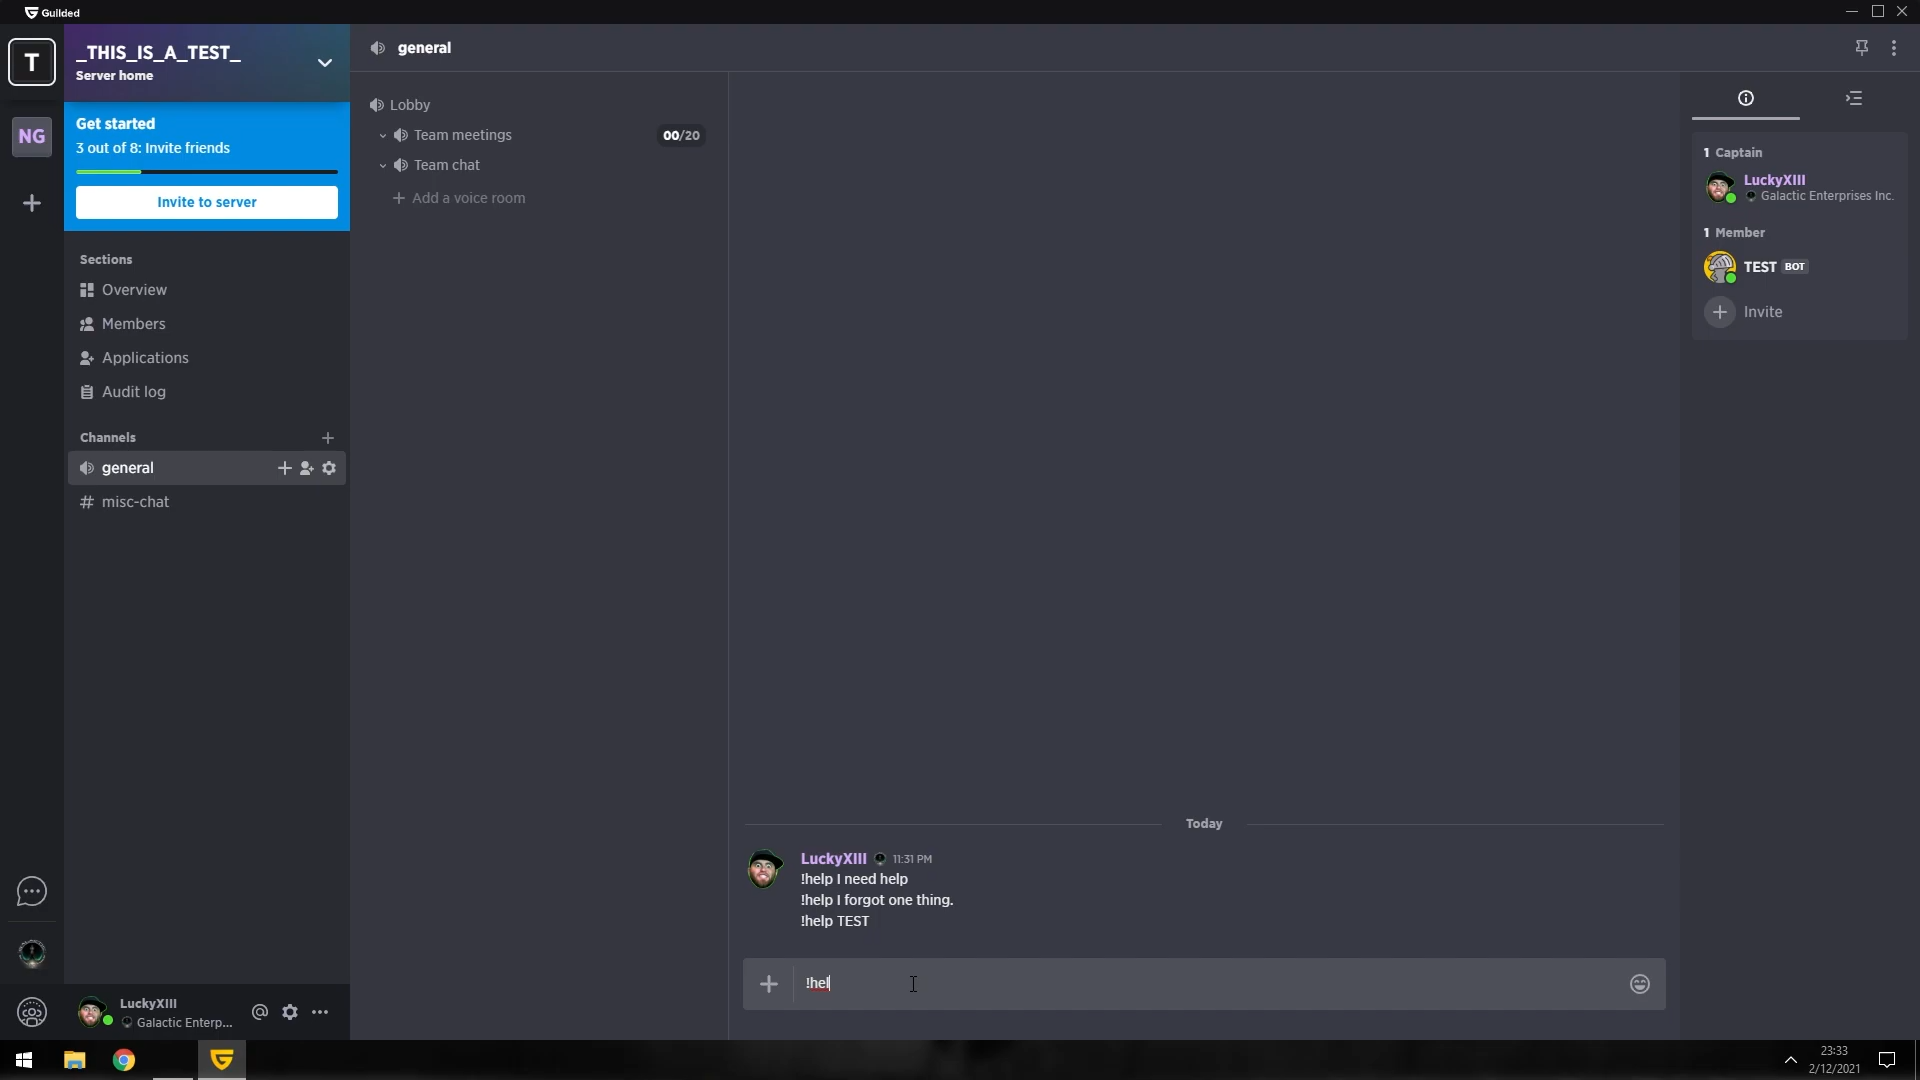 Guilded
T
_THIS_IS_A_TEST_
Server home
NG
Get started
3 out of 8: Invite friends
Invite to server
Sections
Overview
Members
Applications
Audit log
Channels
general
misc-chat
LuckyXIII
Galactic Enterp...
general
Lobby
Team meetings
00/20
Team chat
Add a voice room
Today
LuckyXIII 11:31 PM
!help I need help
!help I forgot one thing.
!help TEST
!hel
1 Captain
LuckyXIII
Galactic Enterprises Inc.
1 Member
TEST BOT
Invite
23:33
2/12/2021